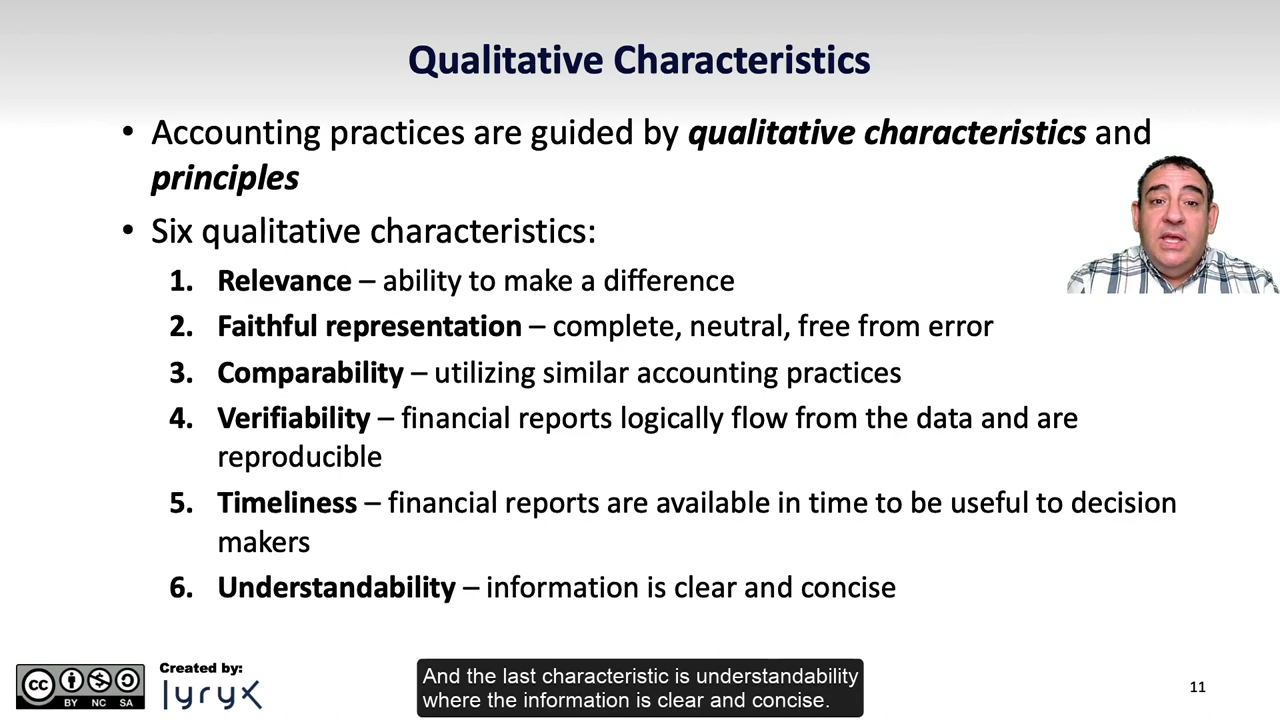 Qualitative Characteristics
• Accounting practices are guided by qualitative characteristics and
principles
• Six qualitative characteristics:
1. Relevance – ability to make a difference
2. Faithful representation – complete, neutral, free from error
3. Comparability – utilizing similar accounting practices
4. Verifiability – financial reports logically flow from the data and are
reproducible
5. Timeliness – financial reports are available in time to be useful to decision
makers
6. Understandability – information is clear and concise
cc BY NC SA
Created by:
lyryx
And the last characteristic is understandability
where the information is clear and concise.
11